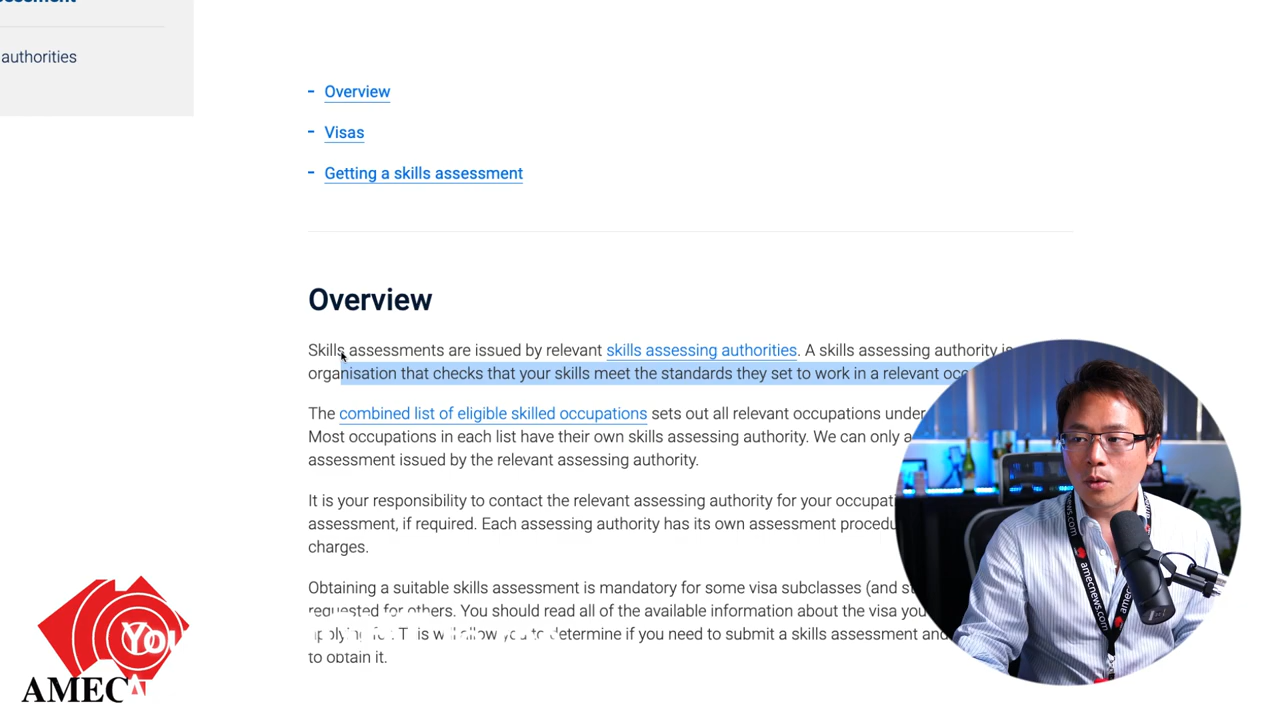 authorities
- Overview
- Visas
- Getting a skills assessment
Overview
Skills assessments are issued by relevant skills assessing authorities. A skills assessing authority is
organisation that checks that your skills meet the standards they set to work in a relevant
The combined list of eligible skilled occupations sets out all relevant occupations under
Most occupations in each list have their own skills assessing authority. We can only
assessment issued by the relevant assessing authority.
It is your responsibility to contact the relevant assessing authority for your
assessment, if required. Each assessing authority has its own assessment
charges.
Obtaining a suitable skills assessment is mandatory for some visa subclasses (and
requested for others. You should read all of the available information about the visa
applying for. This will allow you to determine if you need to submit a skills assessment and
to obtain it.
You
AMEC
amecnews.com